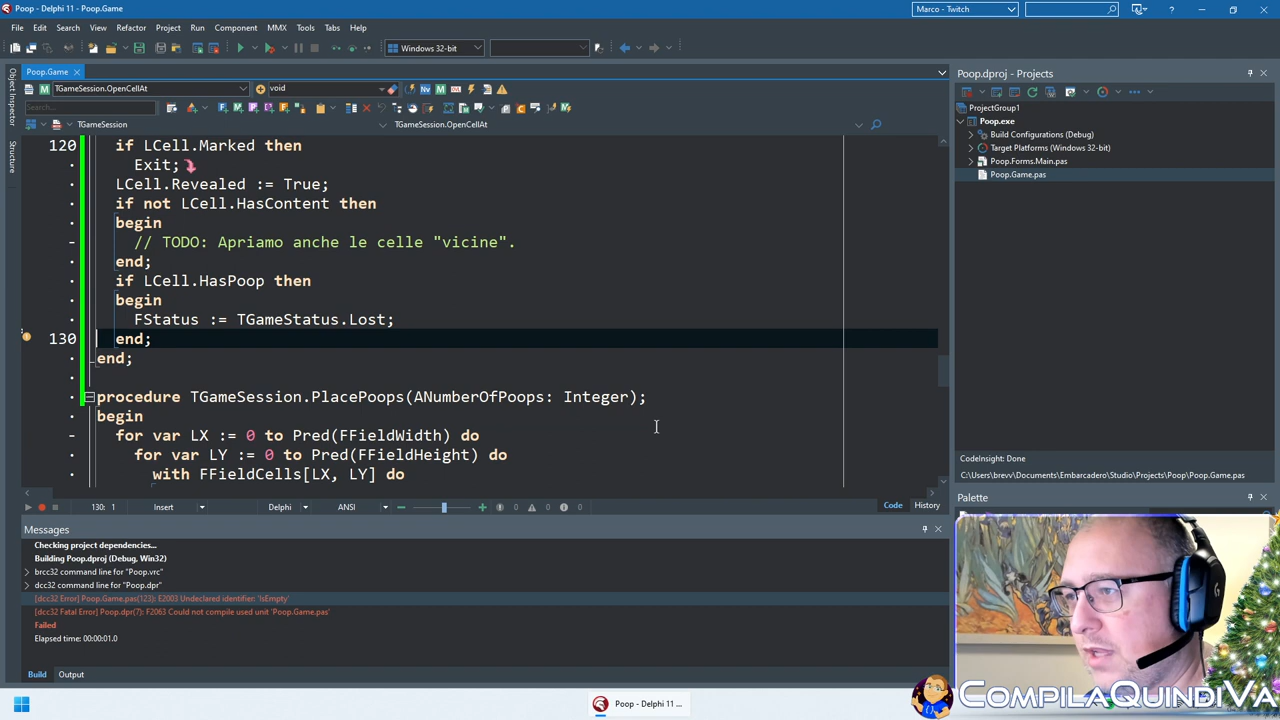 Poop - Delphi 11 - Poop.Game
Marco - Twitch
File Edit Search View Refactor Project Run Component MMX Tools Tabs Help
Windows 32-bit
Poop.Game
Poop.dproj - Projects
TGameSession.OpenCellAt void
Search...
TGameSession TGameSession.OpenCellAt
Object Inspector
Structure
120 if LCell.Marked then
Exit;
LCell.Revealed := True;
if not LCell.HasContent then
begin
// TODO: Apriamo anche le celle "vicine".
end;
if LCell.HasPoop then
begin
FStatus := TGameStatus.Lost;
130 end;
end;
procedure TGameSession.PlacePoops(ANumberOfPoops: Integer);
begin
for var LX := 0 to Pred(FFieldWidth) do
for var LY := 0 to Pred(FFieldHeight) do
with FFieldCells[LX, LY] do
130: 1 Insert Delphi ANSI 0 0 0 0
Code History
ProjectGroup1
Poop.exe
Build Configurations (Debug)
Target Platforms (Windows 32-bit)
Poop.Forms.Main.pas
Poop.Game.pas
CodeInsight: Done
C:\Users\brevv\Documents\Embarcadero\Studio\Projects\Poop\Poop.Game.pas
Palette
Messages
Checking project dependencies...
Building Poop.dproj (Debug, Win32)
brcc32 command line for "Poop.vrc"
dcc32 command line for "Poop.dpr"
[dcc32 Error] Poop.Game.pas(123): E2003 Undeclared identifier: 'IsEmpty'
[dcc32 Fatal Error] Poop.dpr(7): F2063 Could not compile used unit 'Poop.Game.pas'
Failed
Elapsed time: 00:00:01.0
Build Output
Poop - Delphi 11 ...
CompilaQuindiVa